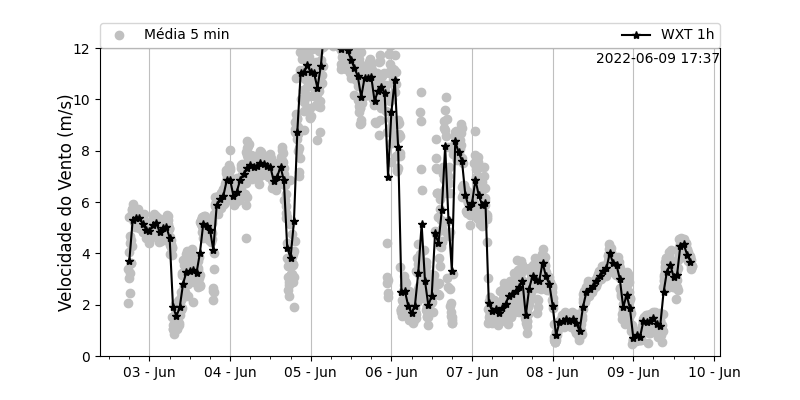 Média 5 min
WXT 1h
2022-06-09 17:37
Velocidade do Vento (m/s)
12
10
8
6
4
2
0
03 - Jun
04 - Jun
05 - Jun
06 - Jun
07 - Jun
08 - Jun
09 - Jun
10 - Jun